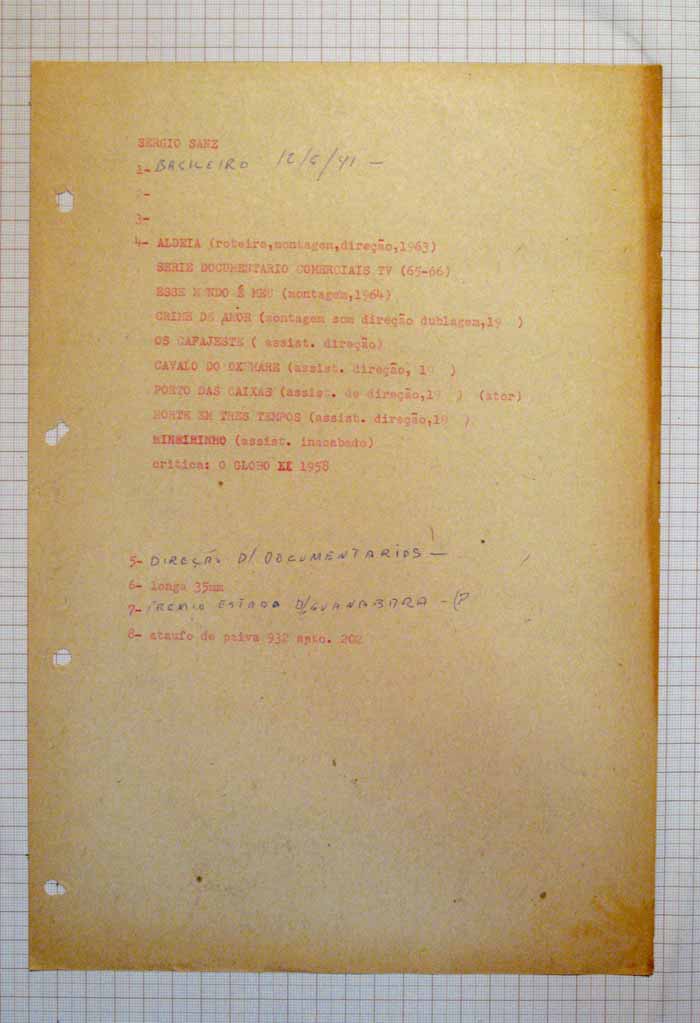 SERGIO SANZ
1- BRASILEIRO 12/6/41 -
2-
3-
4- ALDEIA (roteiro,montagem,direção,1963)
SERIE DOCUMENTARIO COMERCIAIS TV (65-66)
ESSE MUNDO É MEU (montagem,1964)
CRIME DE AMOR (montagem som direção dublagem,19 )
OS CAFAJESTE ( assist. direção)
CAVALO DO OXUMARE (assist. direção, 19 )
PORTO DAS CAIXAS (assist. de direção,19 ) (ator)
MORTE EM TRES TEMPOS (assist. direção,19 )
MINEIRINHO (assist. inacabado)
critica: O GLOBO XX 1958
5- DIREÇÃO D/ DOCUMENTARIOS -
6- longa 35mm
7- PREMIO ESTADO D/GUANABARA -
8- ataufo de paiva 932 apto. 202